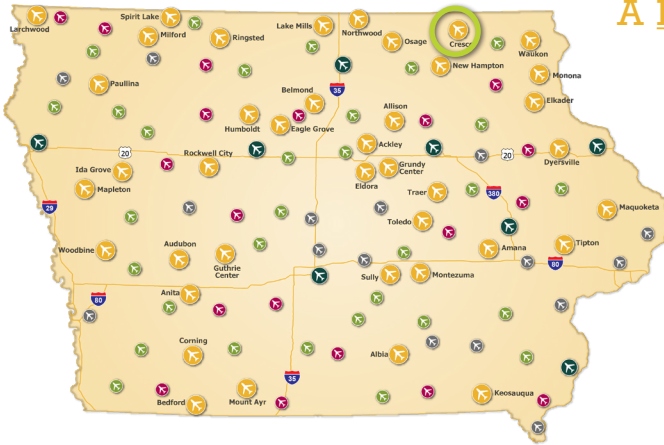 A
Spirit Lake
Larchwood
Milford
Ringsted
Lake Mills
Northwood
Osage
Cresco
Waukon
New Hampton
Monona
Paullina
Belmond
35
Allison
Elkader
Humboldt
Eagle Grove
Ackley
20
Rockwell City
20
Dyersville
Ida Grove
Grundy
Center
Mapleton
Eldora
Traer
380
29
Maquoketa
Toledo
Woodbine
Audubon
Amana
Tipton
Guthrie
Center
80
Sully
Montezuma
Anita
80
Corning
Albia
35
Bedford
Mount Ayr
Keosauqua